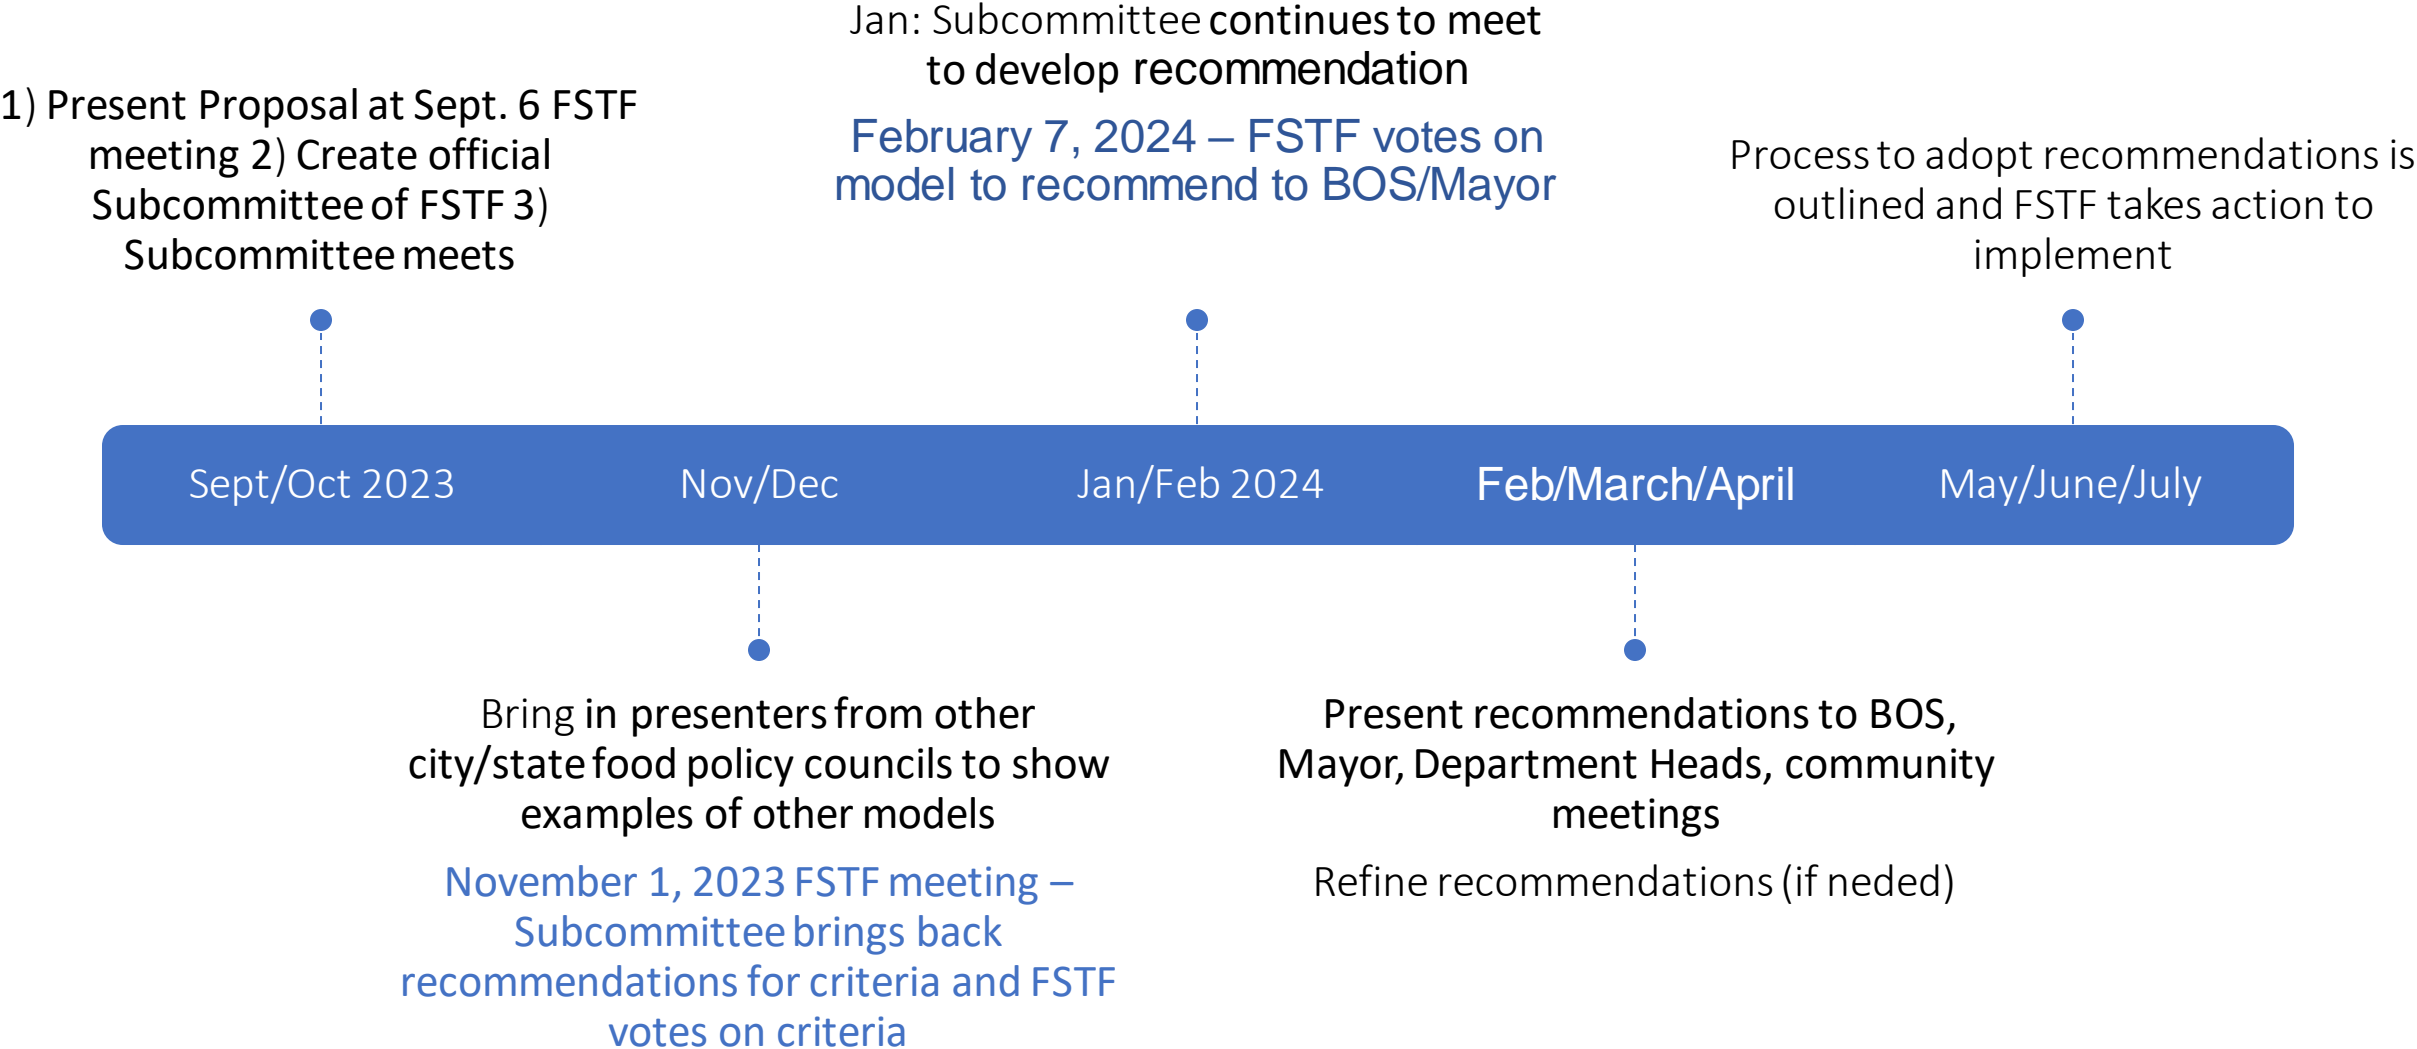 1) Present Proposal at Sept. 6 FSTF
meeting 2) Create official
Subcommittee of FSTF 3)
Subcommittee meets
Jan: Subcommittee continues to meet
to develop recommendation
February 7, 2024 – FSTF votes on
model to recommend to BOS/Mayor
Process to adopt recommendations is
outlined and FSTF takes action to
implement
Sept/Oct 2023
Nov/Dec
Jan/Feb 2024
Feb/March/April
May/June/July
Bring in presenters from other
city/state food policy councils to show
examples of other models
November 1, 2023 FSTF meeting –
Subcommittee brings back
recommendations for criteria and FSTF
votes on criteria
Present recommendations to BOS,
Mayor, Department Heads, community
meetings
Refine recommendations (if neded)